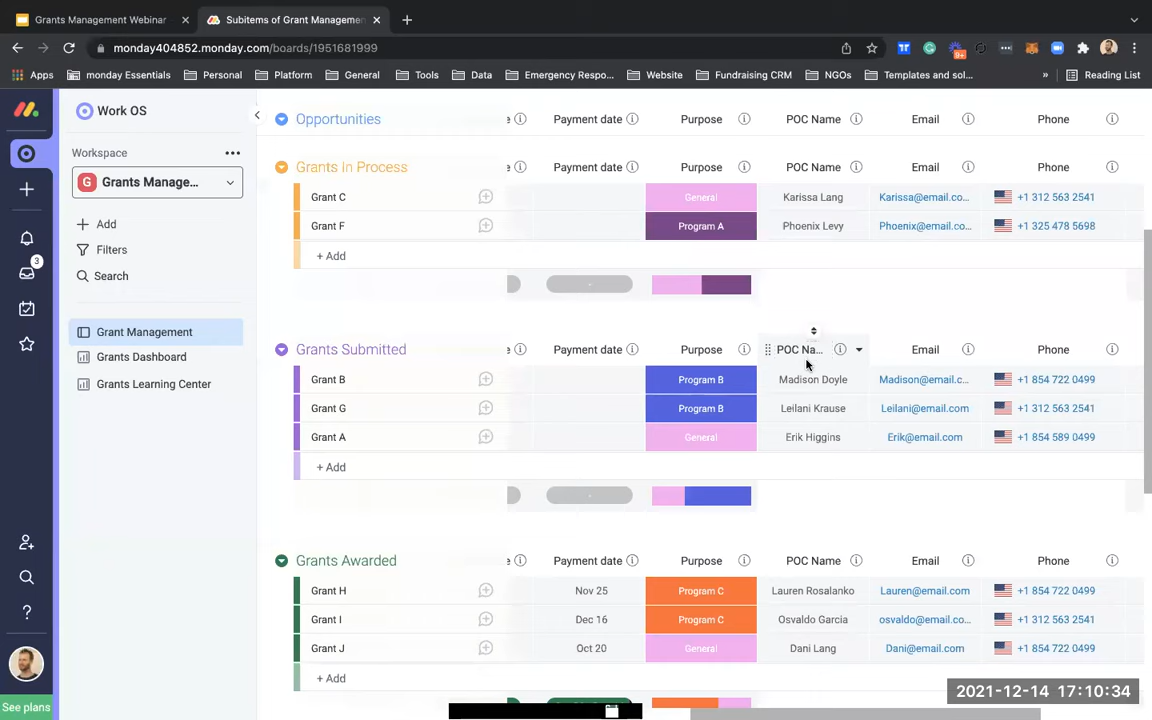 Grants Management Webinar
Subitems of Grant Managemen
monday404852.monday.com/boards/1951681999
9+
Apps
monday Essentials
Personal
Platform
General
Tools
Data
Emergency Respo...
Website
Fundraising CRM
NGOs
Templates and sol...
»
Reading List
Work OS
Workspace
G Grants Manage...
Add
Filters
3
Search
Grant Management
Grants Dashboard
Grants Learning Center
See plans
Opportunities e Payment date Purpose POC Name Email Phone
Grants In Process e Payment date Purpose POC Name Email Phone
Grant C General Karissa Lang Karissa@email.co... +1 312 563 2541
Grant F Program A Phoenix Levy Phoenix@email.co... +1 325 478 5698
+ Add
-
Grants Submitted e Payment date Purpose POC Na... Email Phone
Grant B Program B Madison Doyle Madison@email.c... +1 854 722 0499
Grant G Program B Leilani Krause Leilani@email.com +1 312 563 2541
Grant A General Erik Higgins Erik@email.com +1 854 589 0499
+ Add
-
Grants Awarded e Payment date Purpose POC Name Email Phone
Grant H Nov 25 Program C Lauren Rosalanko Lauren@email.com +1 854 722 0499
Grant I Dec 16 Program C Osvaldo Garcia osvaldo@email.co... +1 312 563 2541
Grant J Oct 20 General Dani Lang Dani@email.com +1 854 722 0499
+ Add
2021-12-14 17:10:34